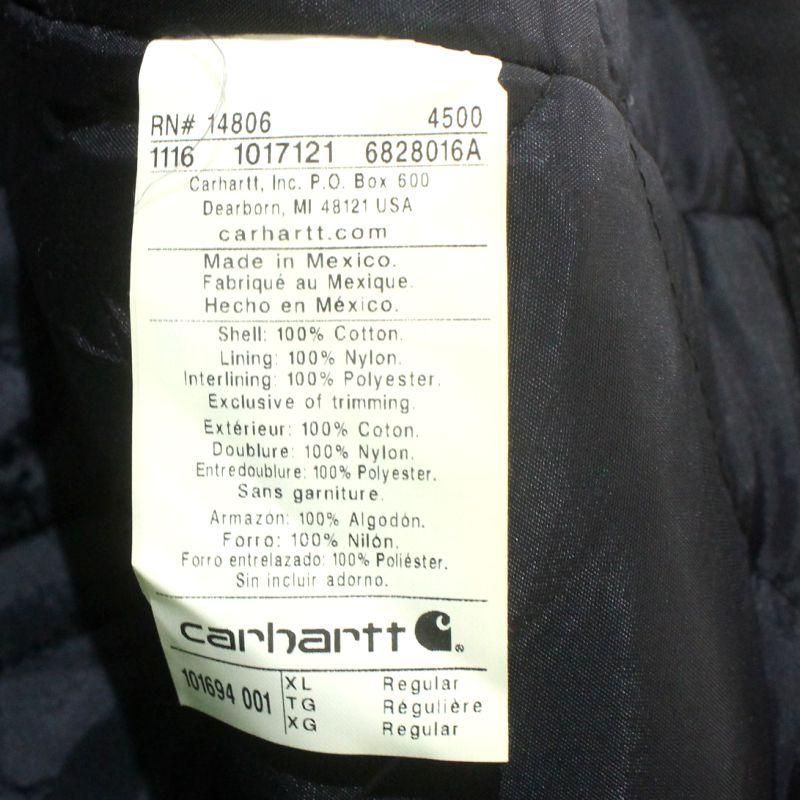 RN# 14806 4500
1116 1017121 6828016A
Carhartt, Inc. P.O. Box 600
Dearborn, MI 48121 USA
carhartt.com
Made in Mexico.
Fabriqué au Mexique.
Hecho en México.
Shell: 100% Cotton.
Lining: 100% Nylon.
Interlining: 100% Polyester.
Exclusive of trimming.
Extérieur: 100% Coton.
Doublure: 100% Nylon.
Entredoublure: 100% Polyester.
Sans garniture.
Armazón: 100% Algodón.
Forro: 100% Nilón.
Forro entrelazado: 100% Poliéster.
Sin incluir adorno.
carhartt ®
101694 001
XL Regular
TG Régulière
XG Regular